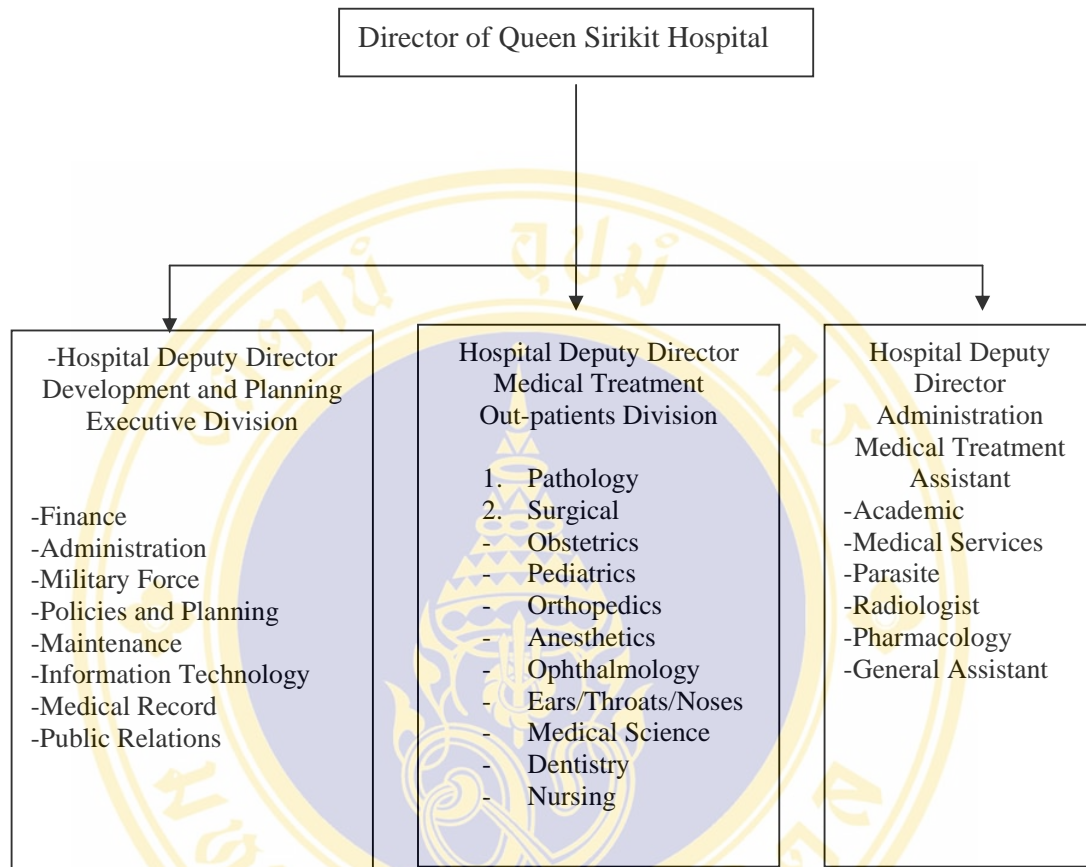 Director of Queen Sirikit Hospital
อุปมํ
-Hospital Deputy Director
Development and Planning
Executive Division
-Finance
-Administration
-Military Force
-Policies and Planning
-Maintenance
-Information Technology
-Medical Record
-Public Relations
Hospital Deputy Director
Medical Treatment
Out-patients Division
1. Pathology
2. Surgical
- Obstetrics
- Pediatrics
- Orthopedics
- Anesthetics
- Ophthalmology
- Ears/Throats/Noses
- Medical Science
- Dentistry
- Nursing
Hospital Deputy
Director
Administration
Medical Treatment
Assistant
-Academic
-Medical Services
-Parasite
-Radiologist
-Pharmacology
-General Assistant